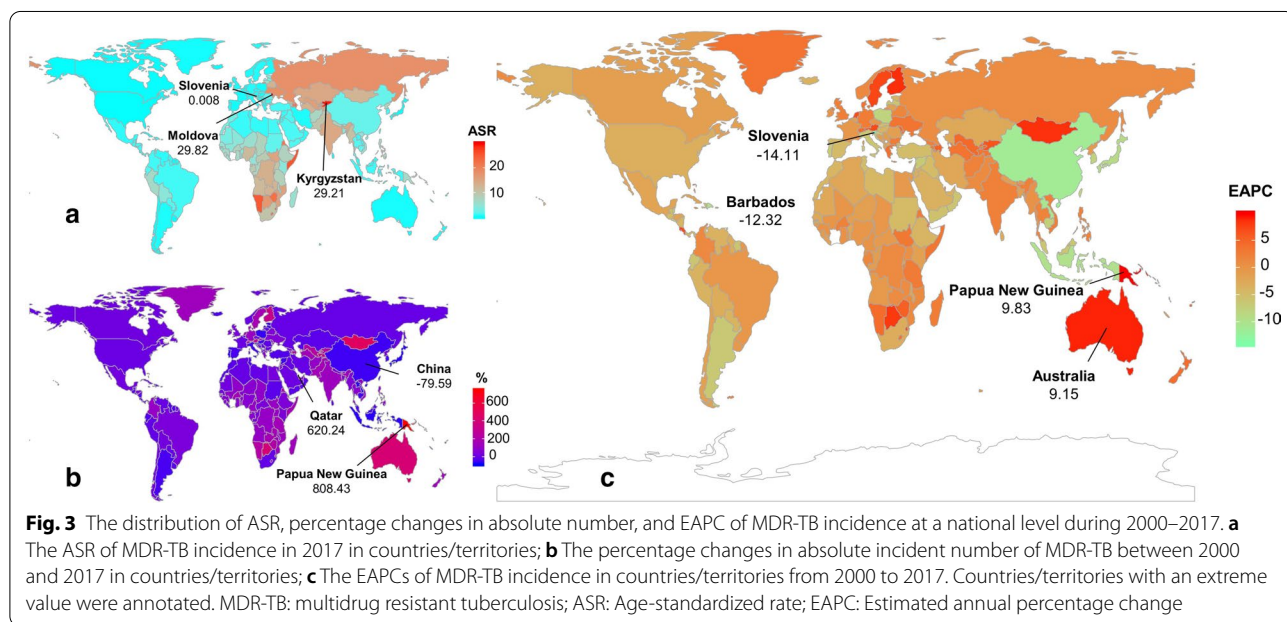 Slovenia
0.008
Moldova
29.82
Kyrgyzstan
29.21
ASR
20
10
a
China
-79.59
Qatar
620.24
Papua New Guinea
808.43
%
600
400
200
0
b
Slovenia
-14.11
Barbados
-12.32
Papua New Guinea
9.83
Australia
9.15
EAPC
5
0
-5
-10
c
Fig. 3 The distribution of ASR, percentage changes in absolute number, and EAPC of MDR-TB incidence at a national level during 2000–2017. a
The ASR of MDR-TB incidence in 2017 in countries/territories; b The percentage changes in absolute incident number of MDR-TB between 2000
and 2017 in countries/territories; c The EAPCs of MDR-TB incidence in countries/territories from 2000 to 2017. Countries/territories with an extreme
value were annotated. MDR-TB: multidrug resistant tuberculosis; ASR: Age-standardized rate; EAPC: Estimated annual percentage change